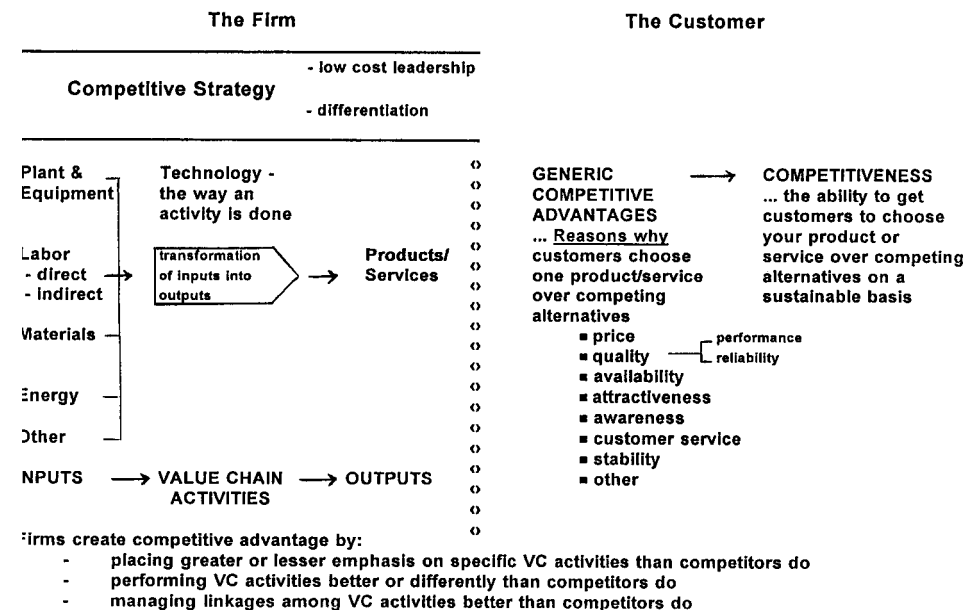 The Firm
The Customer
Competitive Strategy
- low cost leadership
- differentiation
Plant &
Equipment
Labor
- direct
- indirect
Materials
Energy
Other
Technology -
the way an
activity is done
transformation
of inputs into
outputs
Products/
Services
NPUTS
VALUE CHAIN
ACTIVITIES
OUTPUTS
GENERIC
COMPETITIVE
ADVANTAGES
... Reasons why
customers choose
one product/service
over competing
alternatives
■ price
■ quality
performance
reliability
■ availability
■ attractiveness
■ awareness
■ customer service
■ stability
■ other
COMPETITIVENESS
... the ability to get
customers to choose
your product or
service over competing
alternatives on a
sustainable basis
Firms create competitive advantage by:
- placing greater or lesser emphasis on specific VC activities than competitors do
- performing VC activities better or differently than competitors do
- managing linkages among VC activities better than competitors do